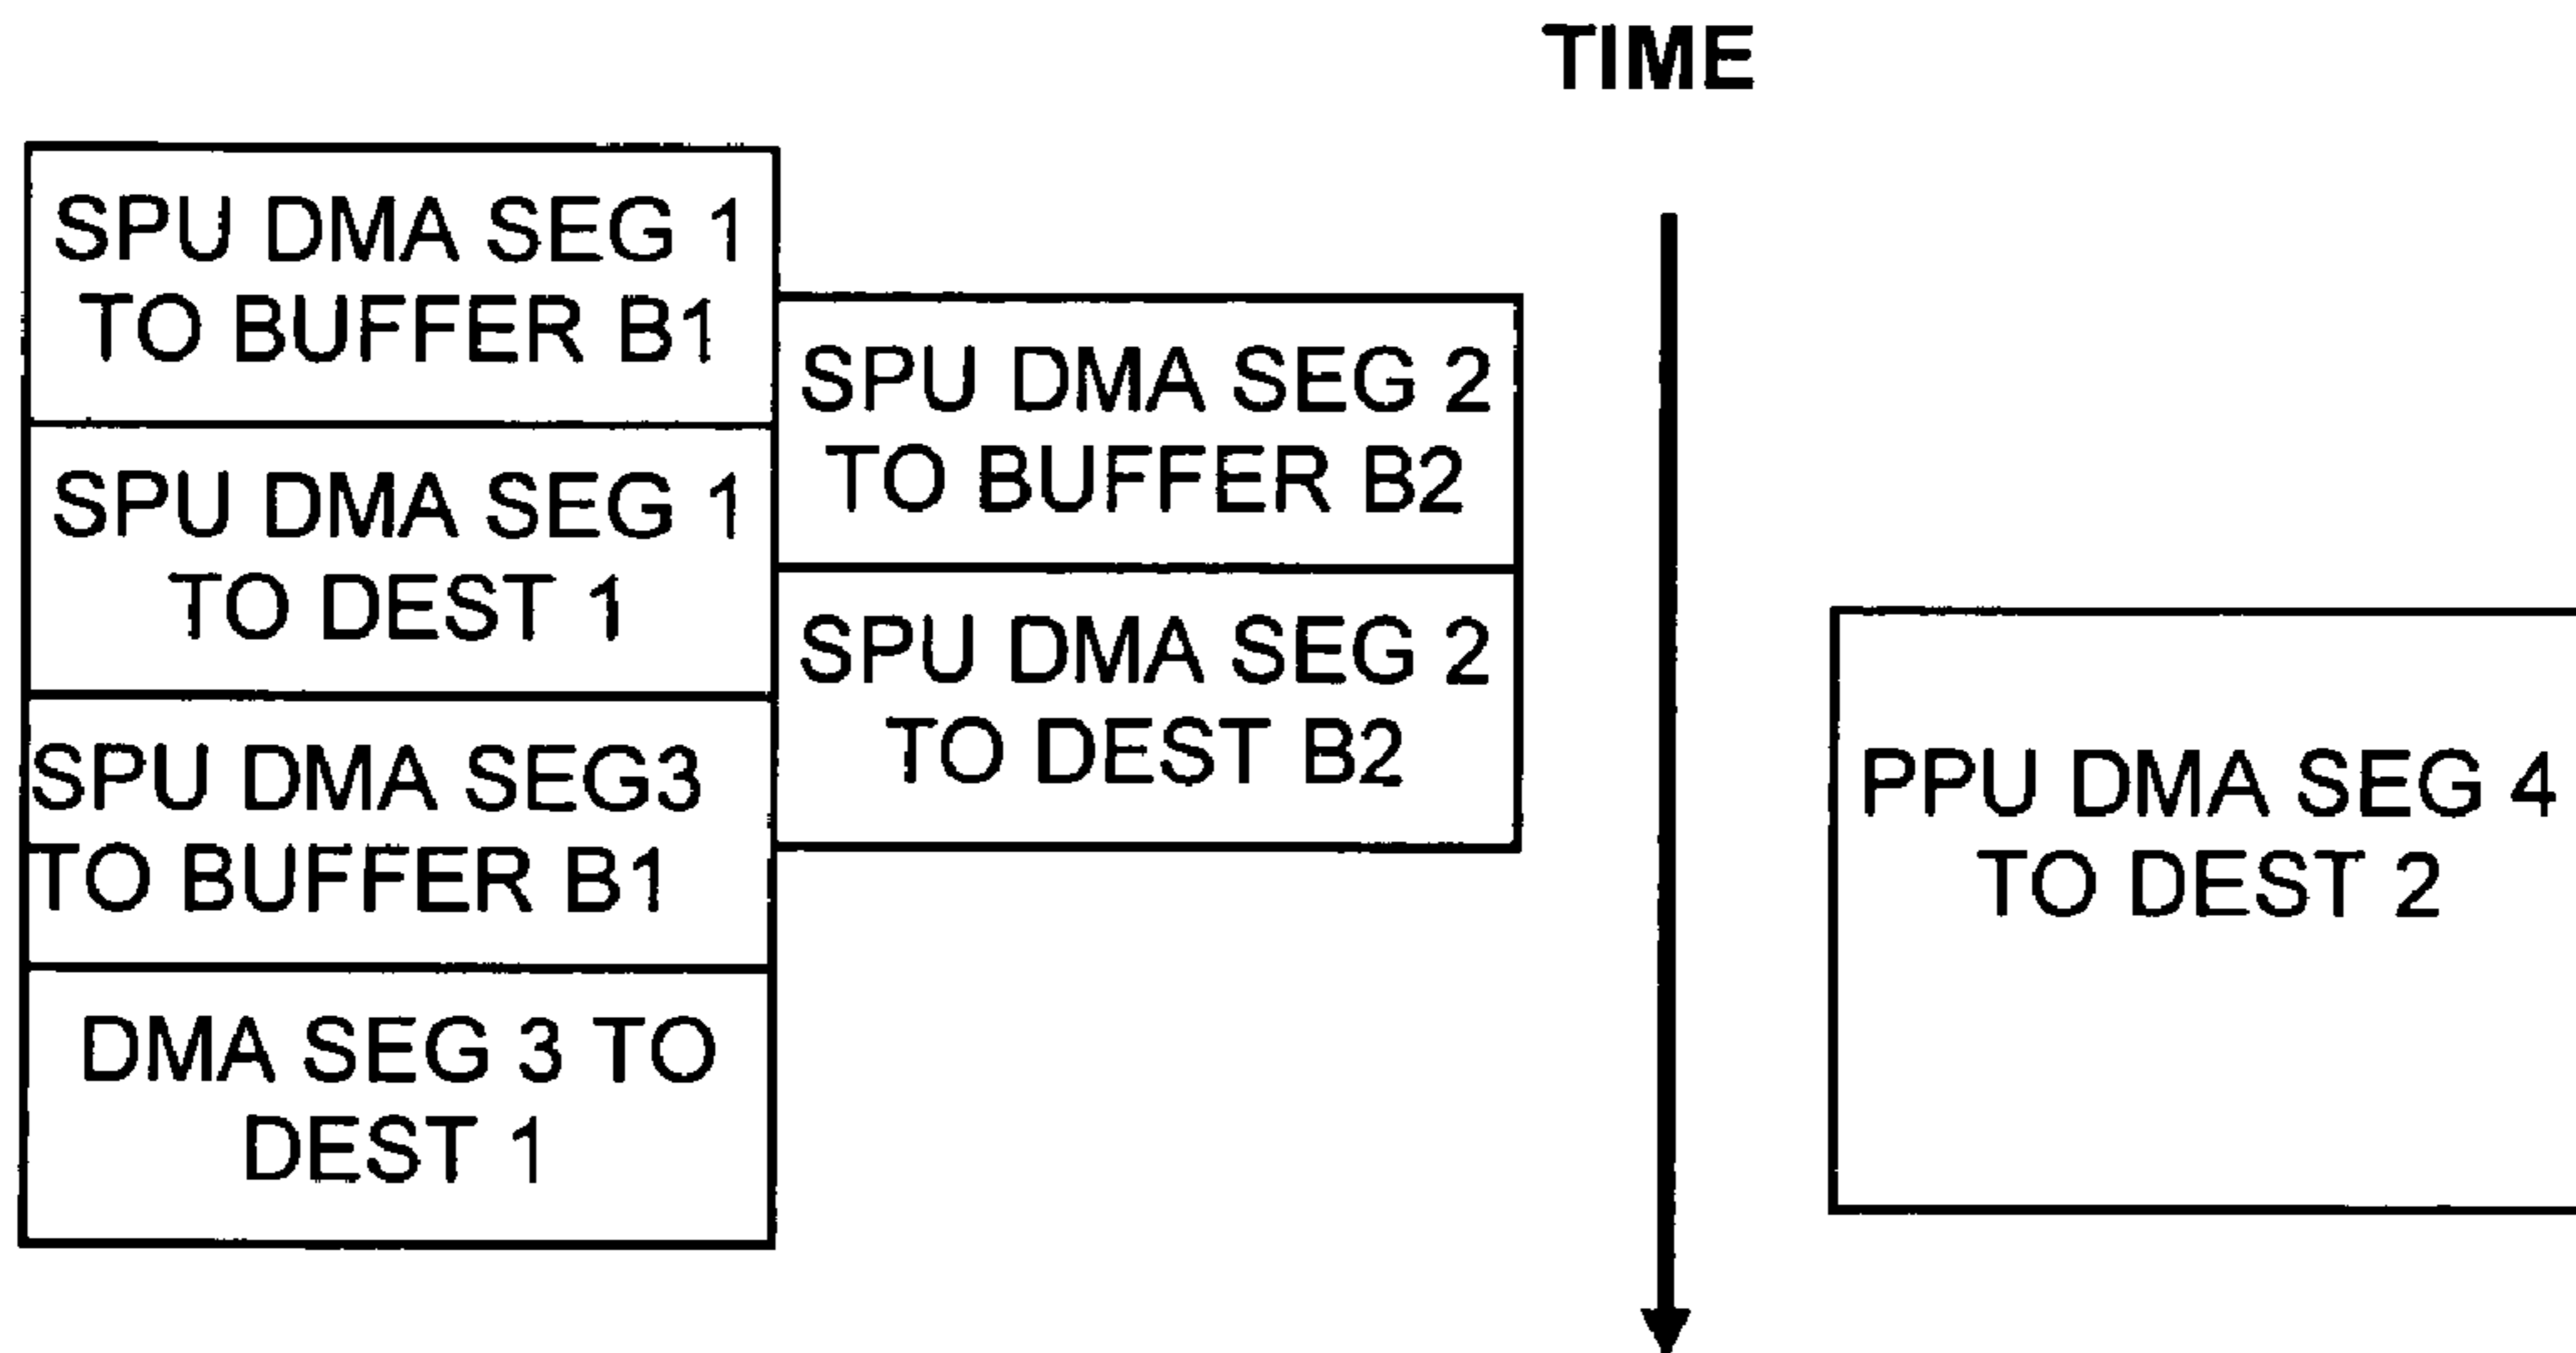 TIME
SPU DMA SEG 1
TO BUFFER B1
SPU DMA SEG 1
TO DEST 1
SPU DMA SEG3
TO BUFFER B1
DMA SEG 3 TO
DEST 1
SPU DMA SEG 2
TO BUFFER B2
SPU DMA SEG 2
TO DEST B2
PPU DMA SEG 4
TO DEST 2